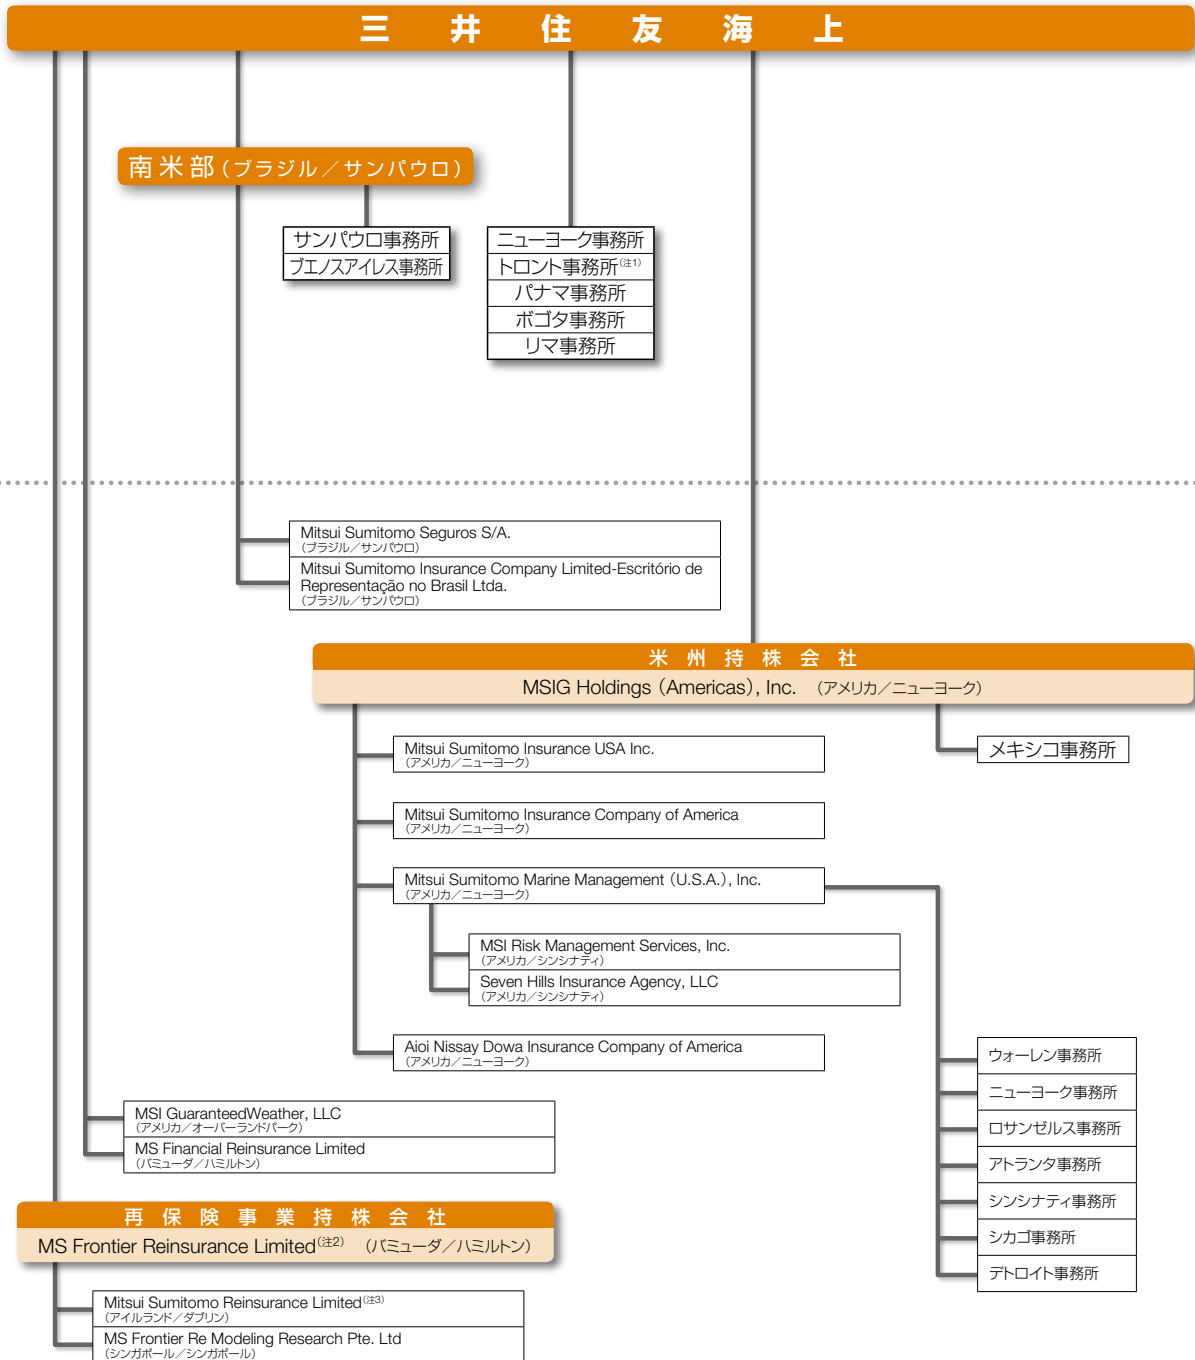 三井住友海上
南米部（ブラジル／サンパウロ）
サンパウロ事務所
ブエノスアイレス事務所
ニューヨーク事務所
トロント事務所(注1)
パナマ事務所
ボゴタ事務所
リマ事務所
Mitsui Sumitomo Seguros S/A.
（ブラジル／サンパウロ）
Mitsui Sumitomo Insurance Company Limited-Escritório de
Representação no Brasil Ltda.
（ブラジル／サンパウロ）
米州持株会社
MSIG Holdings（Americas）, Inc.　（アメリカ／ニューヨーク）
メキシコ事務所
Mitsui Sumitomo Insurance USA Inc.
（アメリカ／ニューヨーク）
Mitsui Sumitomo Insurance Company of America
（アメリカ／ニューヨーク）
Mitsui Sumitomo Marine Management（U.S.A.）, Inc.
（アメリカ／ニューヨーク）
MSI Risk Management Services, Inc.
（アメリカ／シンシナティ）
Seven Hills Insurance Agency, LLC
（アメリカ／シンシナティ）
Aioi Nissay Dowa Insurance Company of America
（アメリカ／ニューヨーク）
ウォーレン事務所
ニューヨーク事務所
ロサンゼルス事務所
アトランタ事務所
シンシナティ事務所
シカゴ事務所
デトロイト事務所
MSI GuaranteedWeather, LLC
（アメリカ／オーバーランドパーク）
MS Financial Reinsurance Limited
（バミューダ／ハミルトン）
再保険事業持株会社
MS Frontier Reinsurance Limited(注2)　（バミューダ／ハミルトン）
Mitsui Sumitomo Reinsurance Limited(注3)
（アイルランド／ダブリン）
MS Frontier Re Modeling Research Pte. Ltd
（シンガポール／シンガポール）